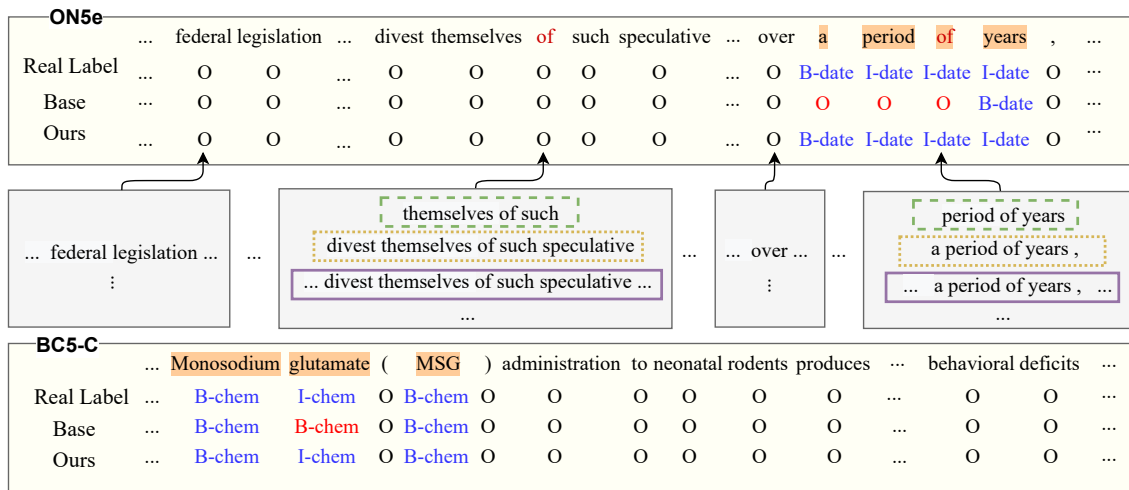 ON5e
... federal legislation ... divest themselves of such speculative ... over a period of years , ...
Real Label ... O O ... O O O O O ... O B-date I-date I-date I-date O ...
Base ... O O ... O O O O O ... O O O O B-date O ...
Ours ... O O ... O O O O O ... O B-date I-date I-date I-date O ...
themselves of such period of years
divest themselves of such speculative a period of years ,
... federal legislation ... ... ... over ... ...
... divest themselves of such speculative ... ... a period of years , ...
⋮ ⋮
... ...
BC5-C
... Monosodium glutamate ( MSG ) administration to neonatal rodents produces ... behavioral deficits ...
Real Label ... B-chem I-chem O B-chem O O O O O O ... O O ...
Base ... B-chem B-chem O B-chem O O O O O O ... O O ...
Ours ... B-chem I-chem O B-chem O O O O O O ... O O ...